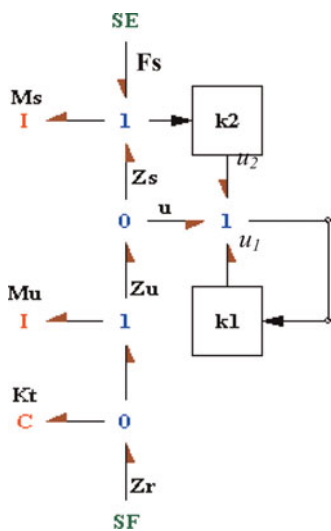 SE
Fs
Ms
I 1 k2
Zs u₂
0 u 1
u₁
Zu
Mu
I 1 k1
Kt
C 0
Zr
SF